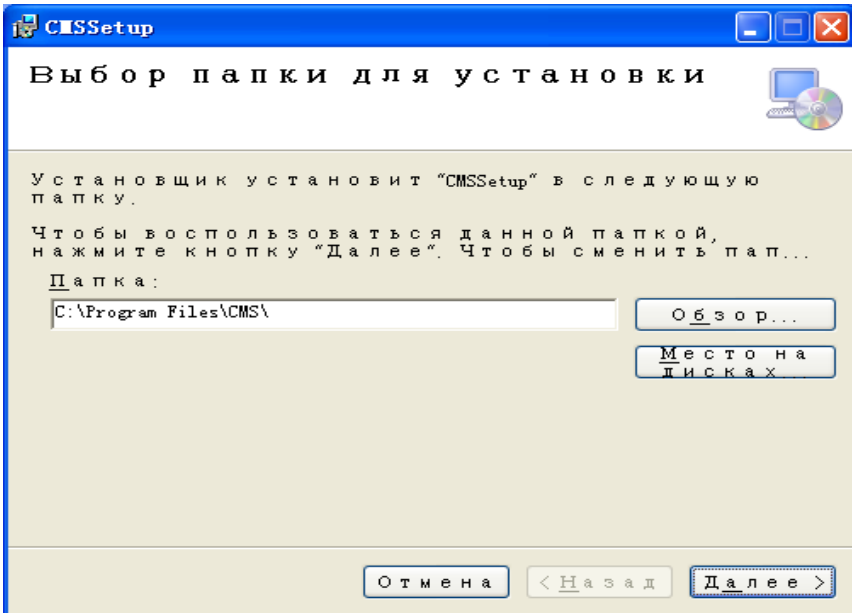 CMSSetup
Выбор папки для установки
Установщик установит "CMSSetup" в следующую
папку.
Чтобы воспользоваться данной папкой,
нажмите кнопку "Далее". Чтобы сменить пап...
Папка:
C:\Program Files\CMS\
Обзор...
Место на
дисках...
Отмена
< Назад
Далее >